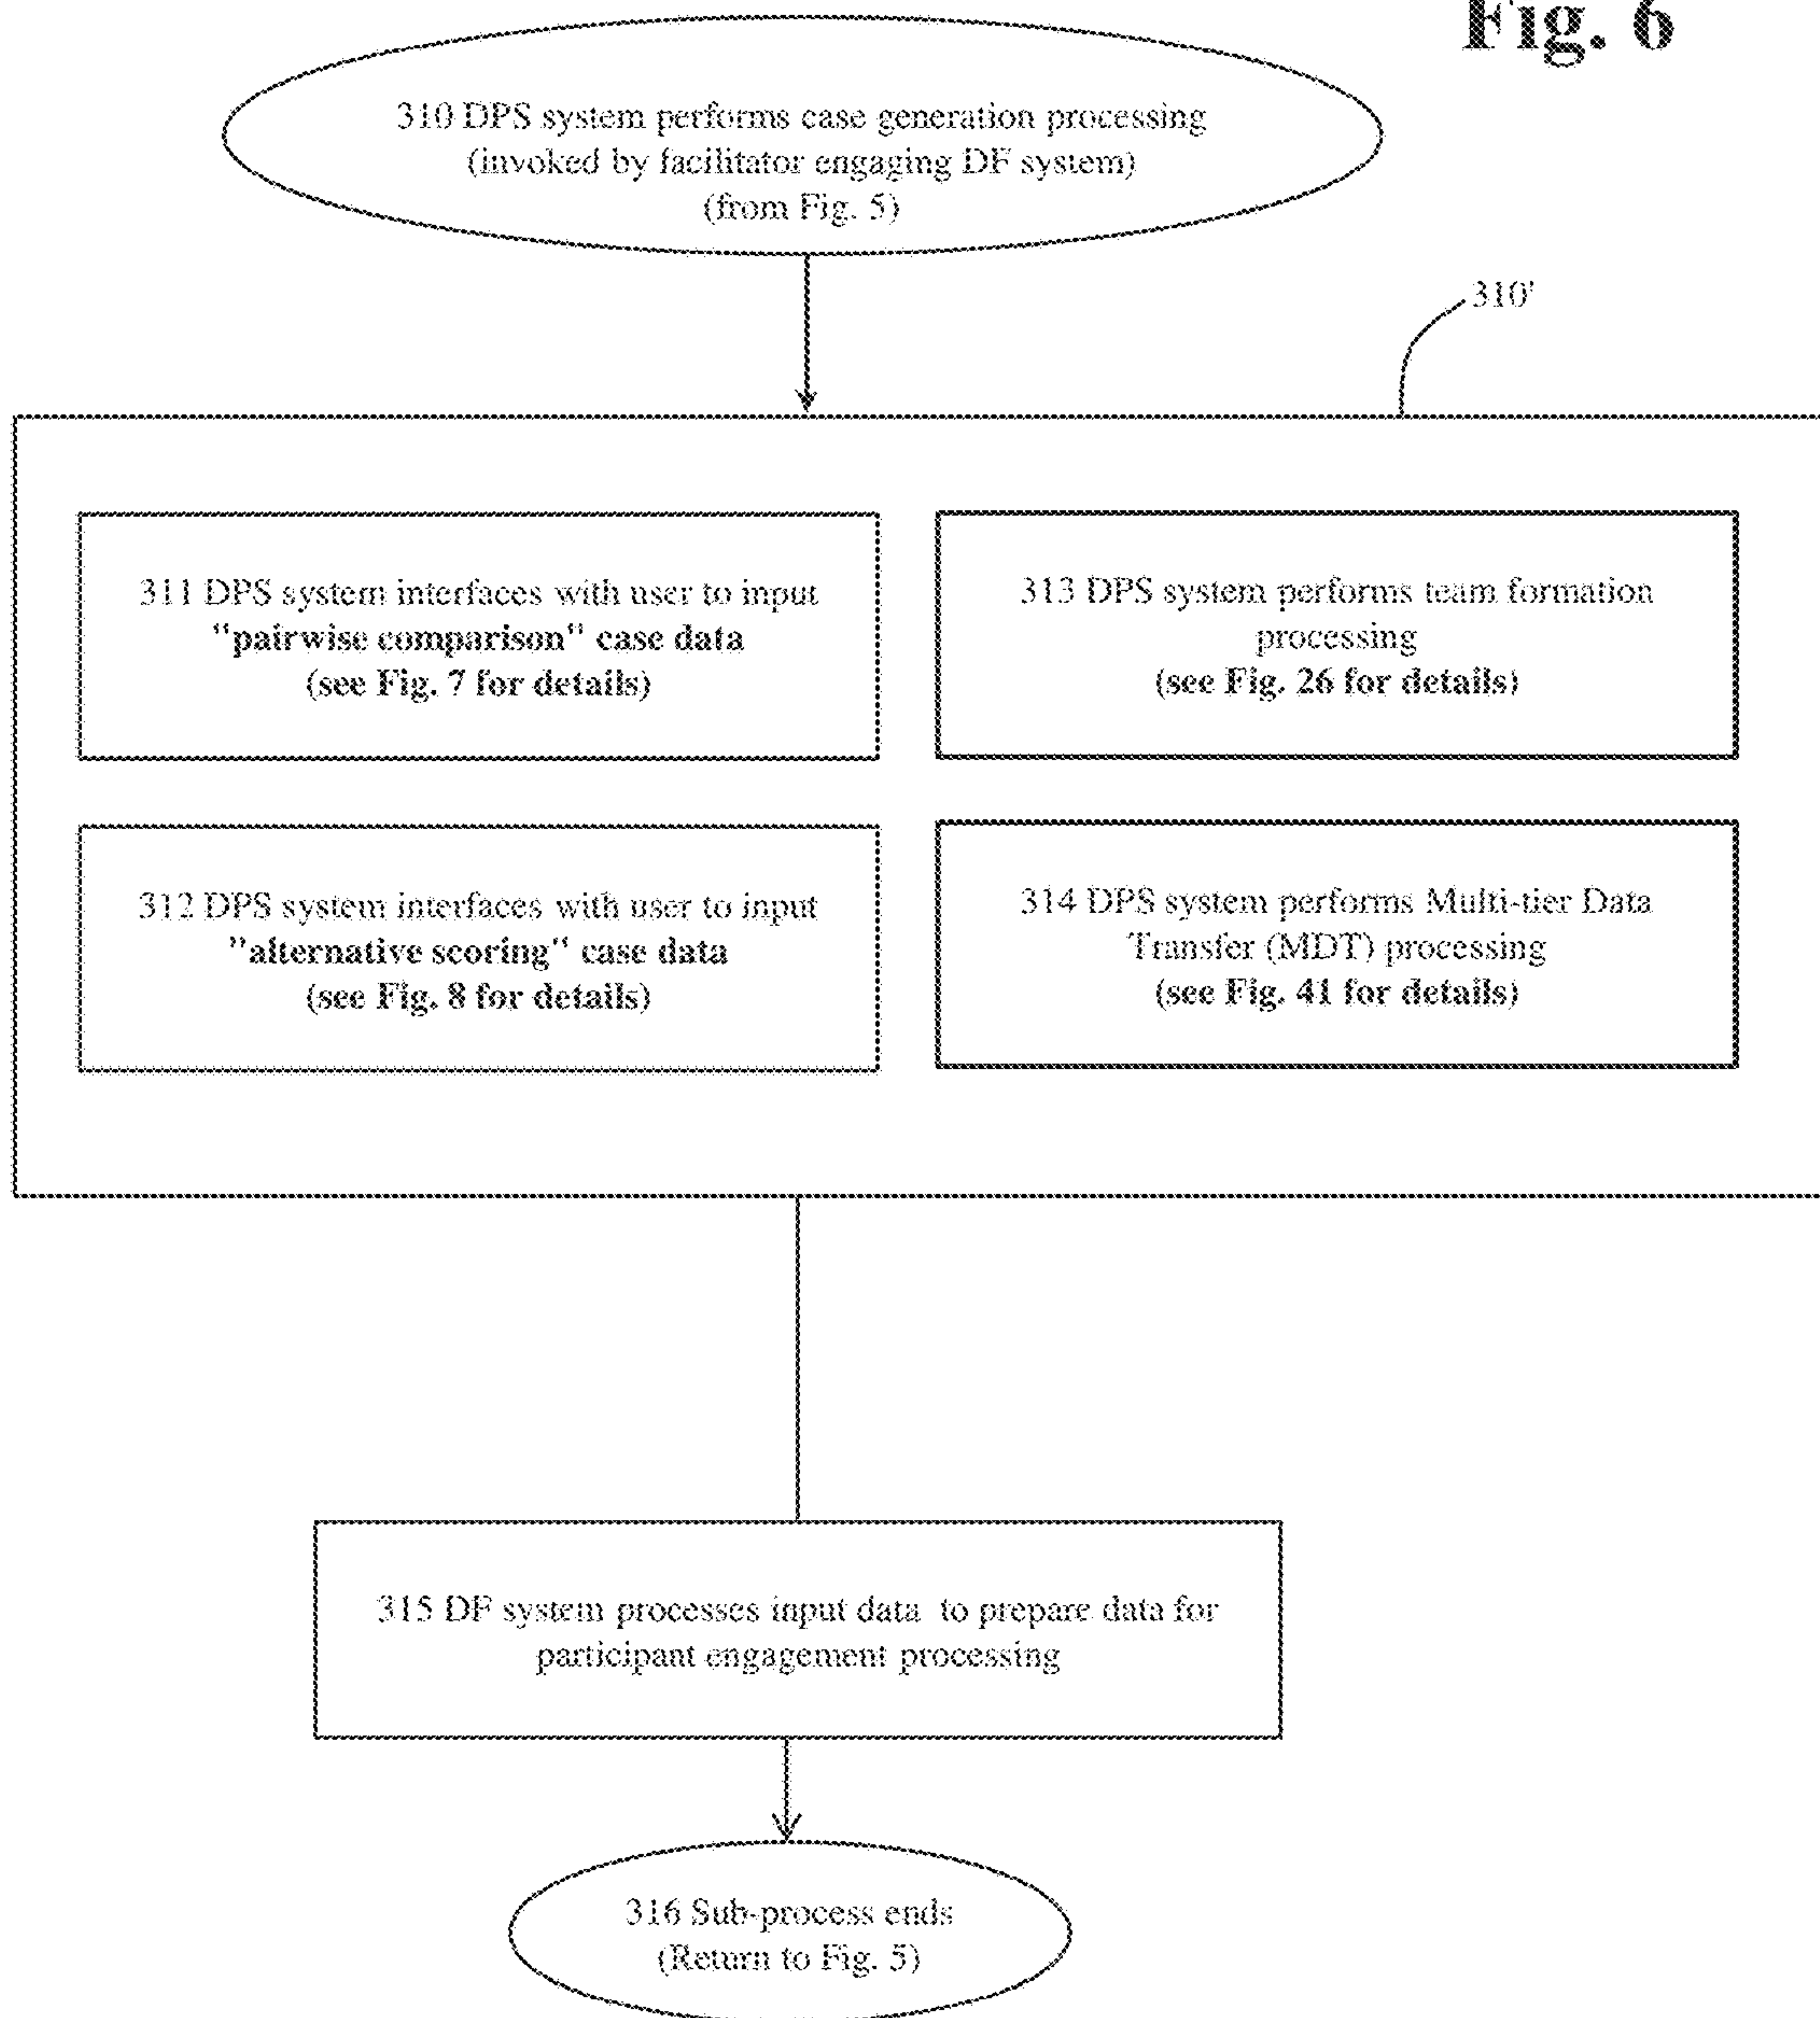 Fig. 6
310 DPS system performs case generation processing
(invoked by facilitator engaging DF system)
(from Fig. 5)
310'
311 DPS system interfaces with user to input
"pairwise comparison" case data
(see Fig. 7 for details)
313 DPS system performs team formation
processing
(see Fig. 26 for details)
312 DPS system interfaces with user to input
"alternative scoring" case data
(see Fig. 8 for details)
314 DPS system performs Multi-tier Data
Transfer (MDT) processing
(see Fig. 41 for details)
315 DF system processes input data to prepare data for
participant engagement processing
316 Sub-process ends
(Return to Fig. 5)